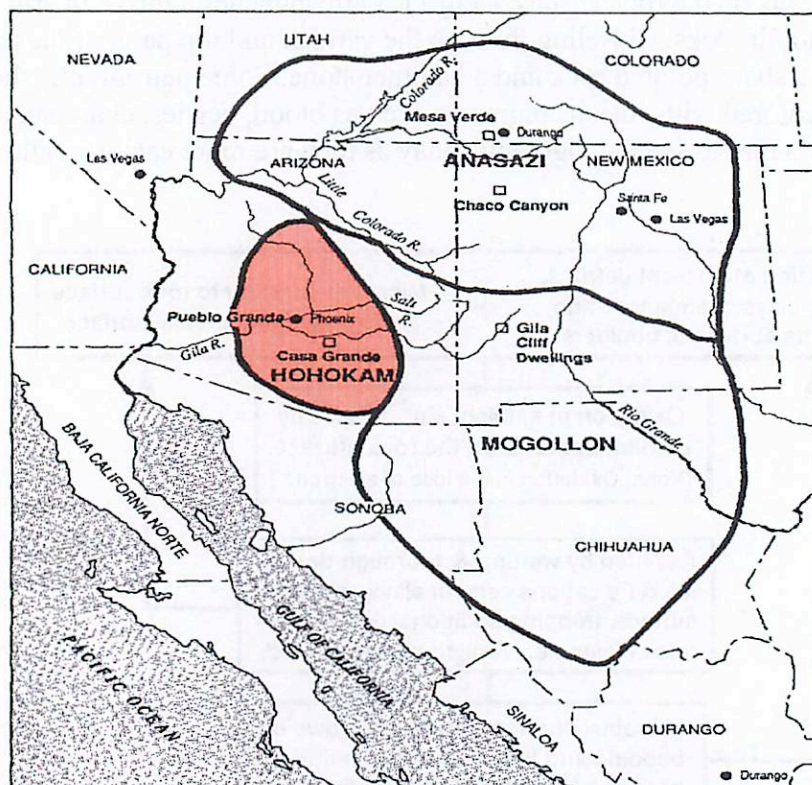 UTAH
NEVADA
COLORADO
Colorado R.
Mesa Verde
Durango
Las Vegas
ARIZONA
ANASAZI
NEW MEXICO
Little
Colorado R.
Chaco Canyon
Santa Fe
Las Vegas
CALIFORNIA
Salt
R.
Pueblo Grande
Phoenix
Gila
Cliff
Dwellings
Gila R.
Casa Grande
HOHOKAM
Rio Grande
MOGOLLON
BAJA CALIFORNIA NORTE
SONORA
CHIHUAHUA
GULF OF CALIFORNIA
PACIFIC OCEAN
SINALOA
DURANGO
Durango